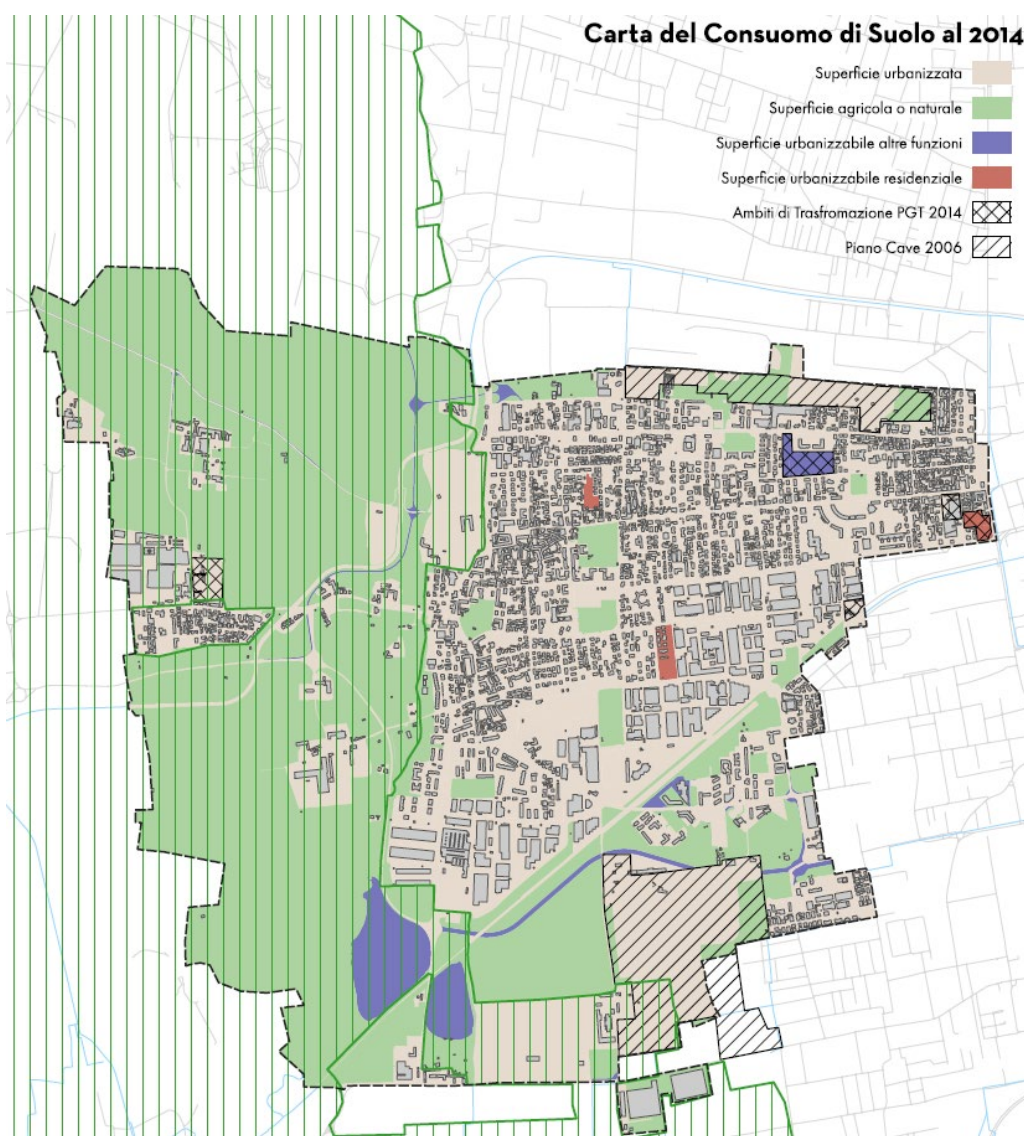 Carta del Consuomo di Suolo al 2014
Superficie urbanizzata
Superficie agricola o naturale
Superficie urbanizzabile altre funzioni
Superficie urbanizzabile residenziale
Ambiti di Trasfromazione PGT 2014
Piano Cave 2006